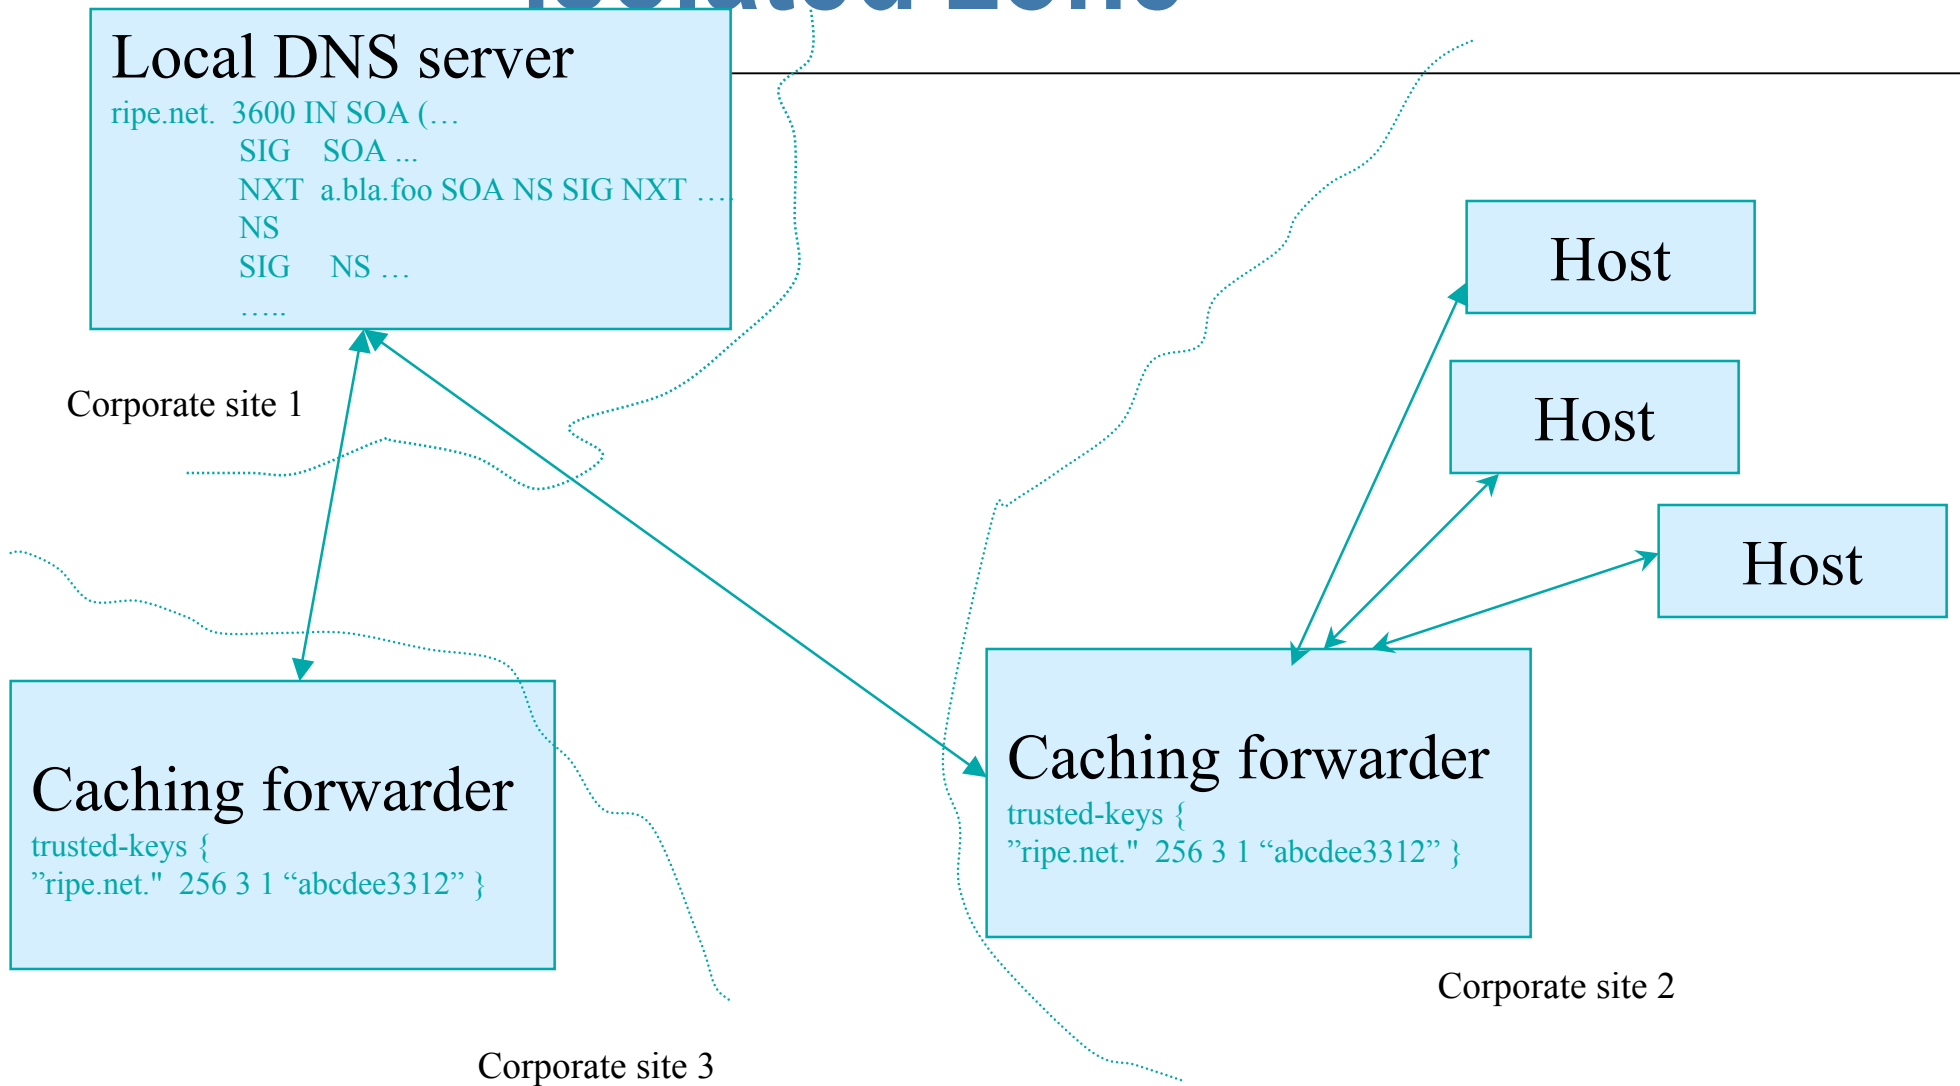 Isolated Zone
Local DNS server
ripe.net. 3600 IN SOA (…
SIG SOA ...
NXT a.bla.foo SOA NS SIG NXT ….
NS
SIG NS …
…..
Corporate site 1
Host
Host
Host
Caching forwarder
trusted-keys {
”ripe.net." 256 3 1 “abcdee3312” }
Corporate site 2
Caching forwarder
trusted-keys {
”ripe.net." 256 3 1 “abcdee3312” }
Corporate site 3